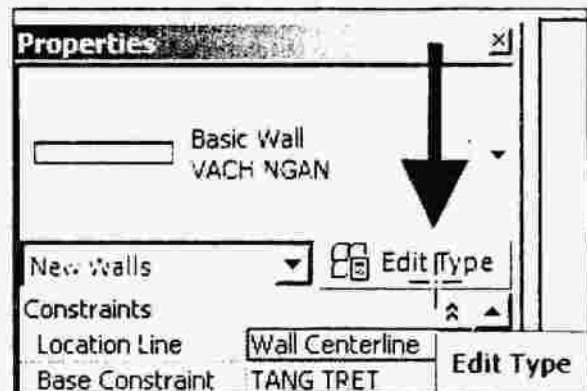 Properties
Basic Wall
VACH NGAN
New Walls
Edit Type
Constraints
Location Line Wall Centerline
Base Constraint TANG TRET
Edit Type